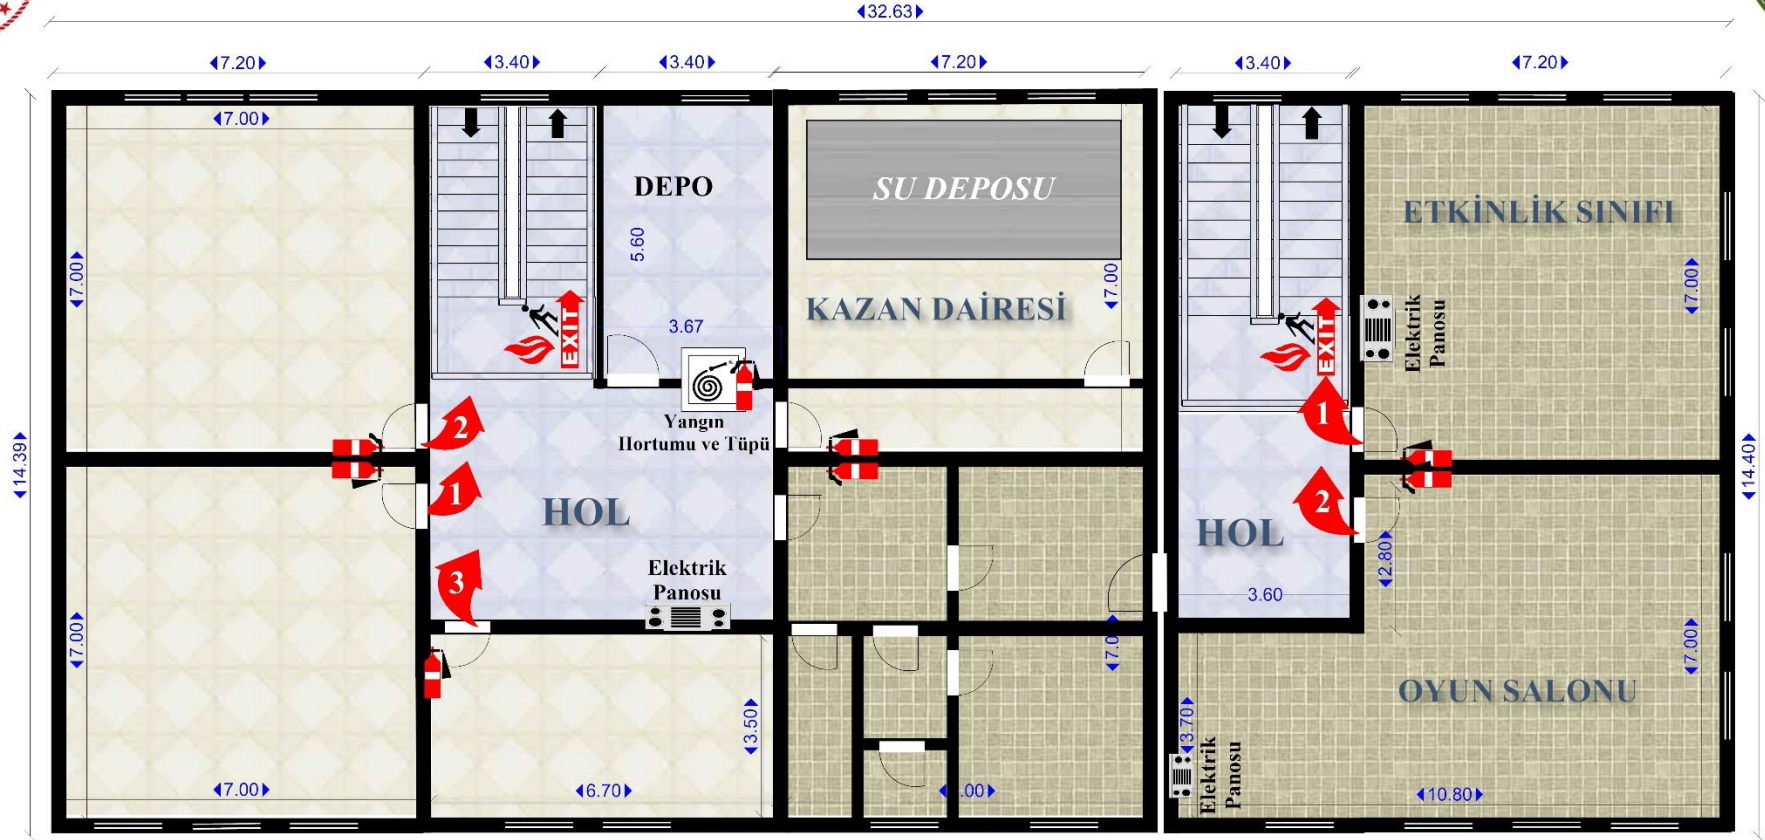 32.63
7.20
3.40
3.40
7.20
3.40
7.20
7.00
DEPO
SU DEPOSU
ETKİNLİK SINIFI
7.00
5.60
7.00
7.00
KAZAN DAİRESİ
3.67
EXIT
EXIT
Elektrik
Panosu
Yangın
Hortumu ve Tüpü
2
1
14.39
14.40
1
2
HOL
HOL
2.80
3
Elektrik
Panosu
3.60
7.00
7.0
7.00
OYUN SALONU
3.50
3.70
Elektrik
Panosu
7.00
6.70
.00
10.80